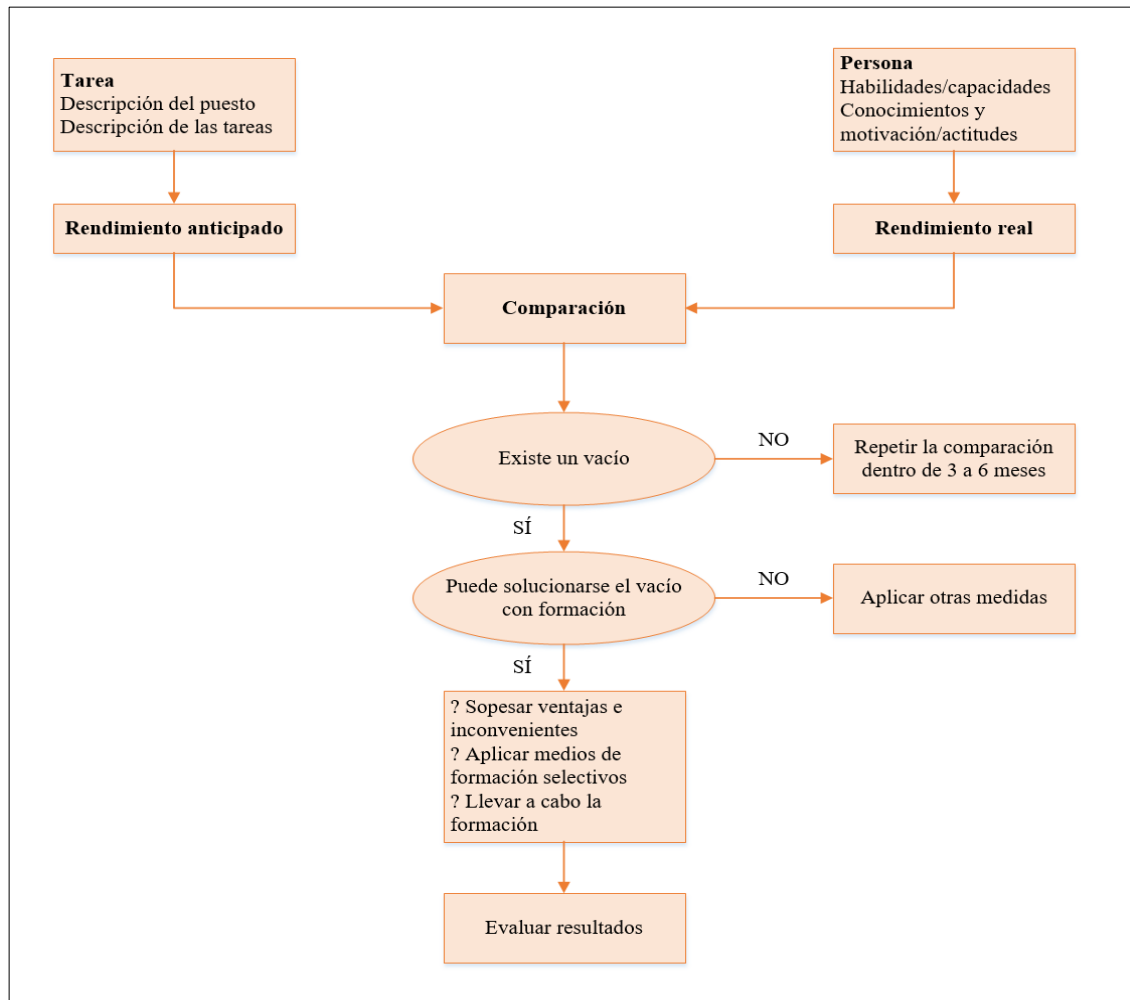 Tarea
Descripción del puesto
Descripción de las tareas
Persona
Habilidades/capacidades
Conocimientos y
motivación/actitudes
Rendimiento anticipado
Rendimiento real
Comparación
Existe un vacío
NO
Repetir la comparación
dentro de 3 a 6 meses
SÍ
Puede solucionarse el vacío
con formación
NO
Aplicar otras medidas
SÍ
? Sopesar ventajas e
inconvenientes
? Aplicar medios de
formación selectivos
? Llevar a cabo la
formación
Evaluar resultados